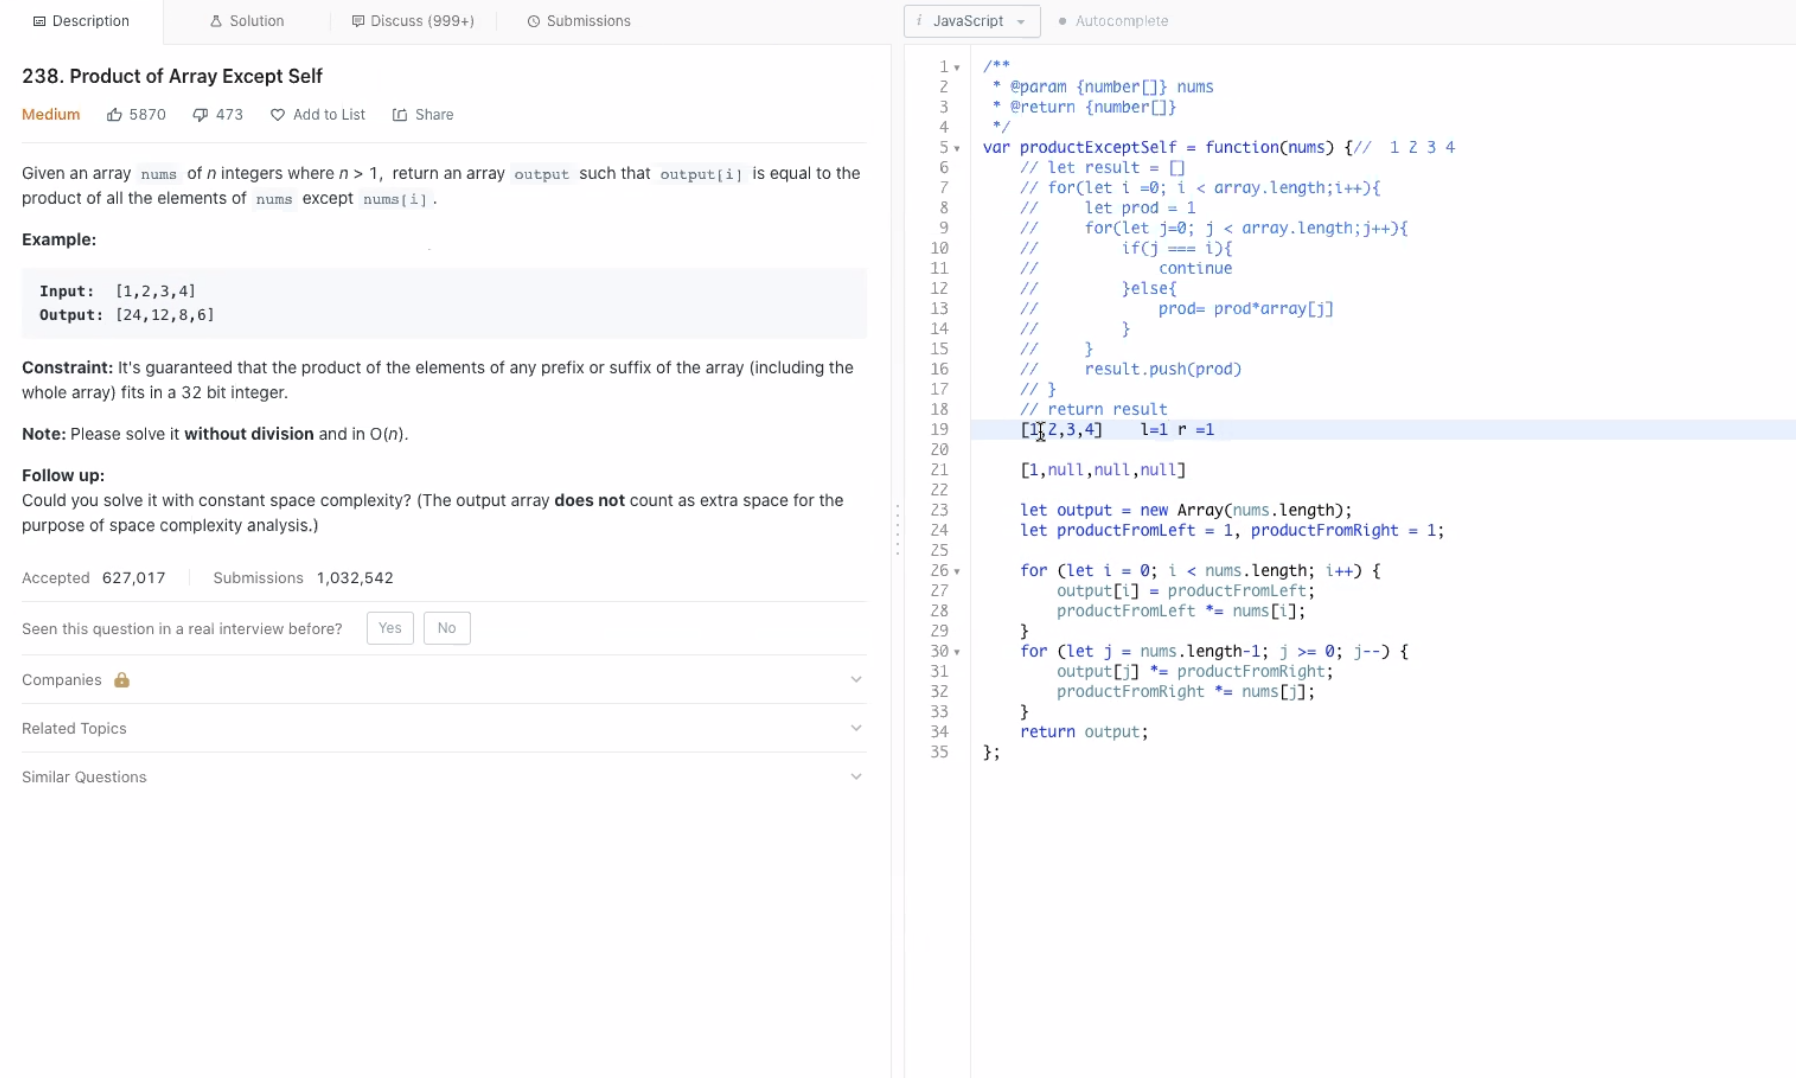 Description
Solution
Discuss (999+)
Submissions
238. Product of Array Except Self
Medium 5870 473 Add to List Share
Given an array nums of n integers where n > 1, return an array output such that output[i] is equal to the
product of all the elements of nums except nums[i].
Example:
Input: [1,2,3,4]
Output: [24,12,8,6]
Constraint: It's guaranteed that the product of the elements of any prefix or suffix of the array (including the
whole array) fits in a 32 bit integer.
Note: Please solve it without division and in O(n).
Follow up:
Could you solve it with constant space complexity? (The output array does not count as extra space for the
purpose of space complexity analysis.)
Accepted 627,017 Submissions 1,032,542
Seen this question in a real interview before? Yes No
Companies
Related Topics
Similar Questions
i JavaScript Autocomplete
1 /**
2 * @param {number[]} nums
3 * @return {number[]}
4 */
5 var productExceptSelf = function(nums) {// 1 2 3 4
6 // let result = []
7 // for(let i =0; i < array.length;i++){
8 // let prod = 1
9 // for(let j=0; j < array.length;j++){
10 // if(j === i){
11 // continue
12 // }else{
13 // prod= prod*array[j]
14 // }
15 // }
16 // result.push(prod)
17 // }
18 // return result
19 [1,2,3,4] l=1 r =1
20
21 [1,null,null,null]
22
23 let output = new Array(nums.length);
24 let productFromLeft = 1, productFromRight = 1;
25
26 for (let i = 0; i < nums.length; i++) {
27 output[i] = productFromLeft;
28 productFromLeft *= nums[i];
29 }
30 for (let j = nums.length-1; j >= 0; j--) {
31 output[j] *= productFromRight;
32 productFromRight *= nums[j];
33 }
34 return output;
35 };